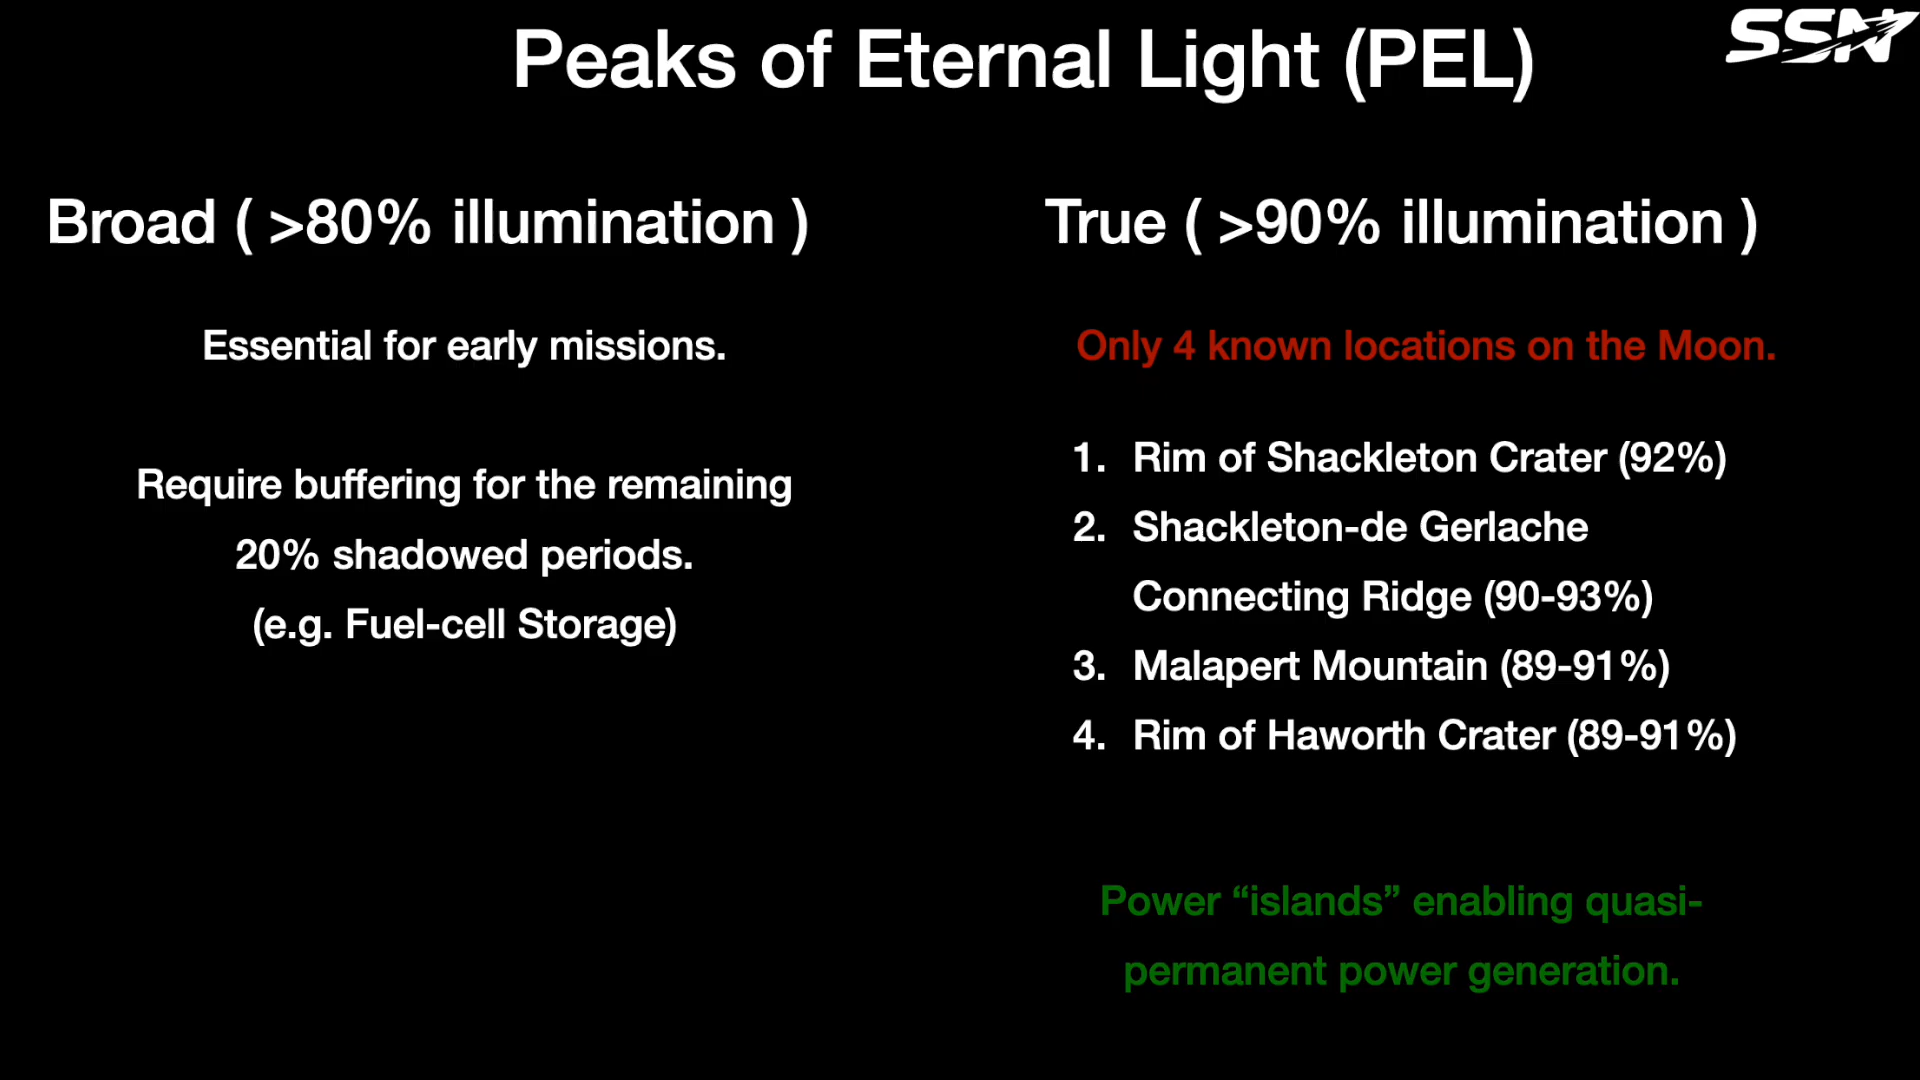 Peaks of Eternal Light (PEL)
SSN
Broad ( >80% illumination )
Essential for early missions.
Require buffering for the remaining
20% shadowed periods.
(e.g. Fuel-cell Storage)
True ( >90% illumination )
Only 4 known locations on the Moon.
1. Rim of Shackleton Crater (92%)
2. Shackleton-de Gerlache
Connecting Ridge (90-93%)
3. Malapert Mountain (89-91%)
4. Rim of Haworth Crater (89-91%)
Power “islands” enabling quasi-
permanent power generation.